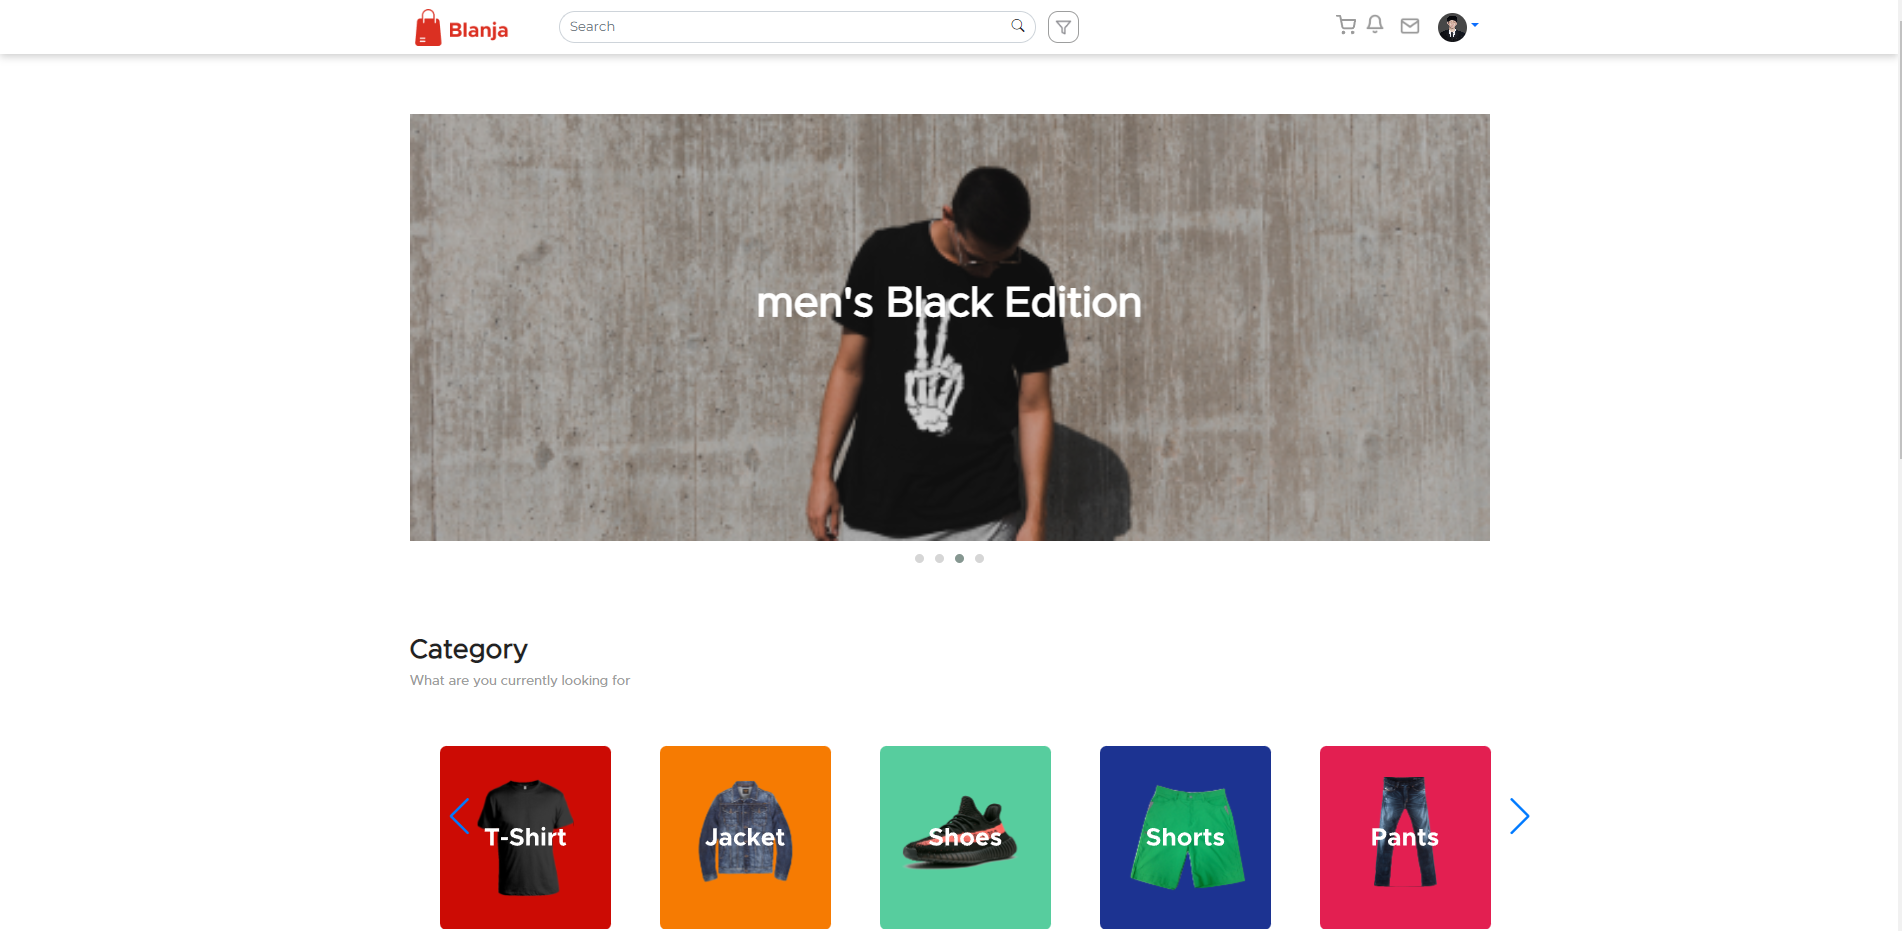 Blanja
Search
men's Black Edition
Category
What are you currently looking for
T-Shirt
Jacket
Shoes
Shorts
Pants